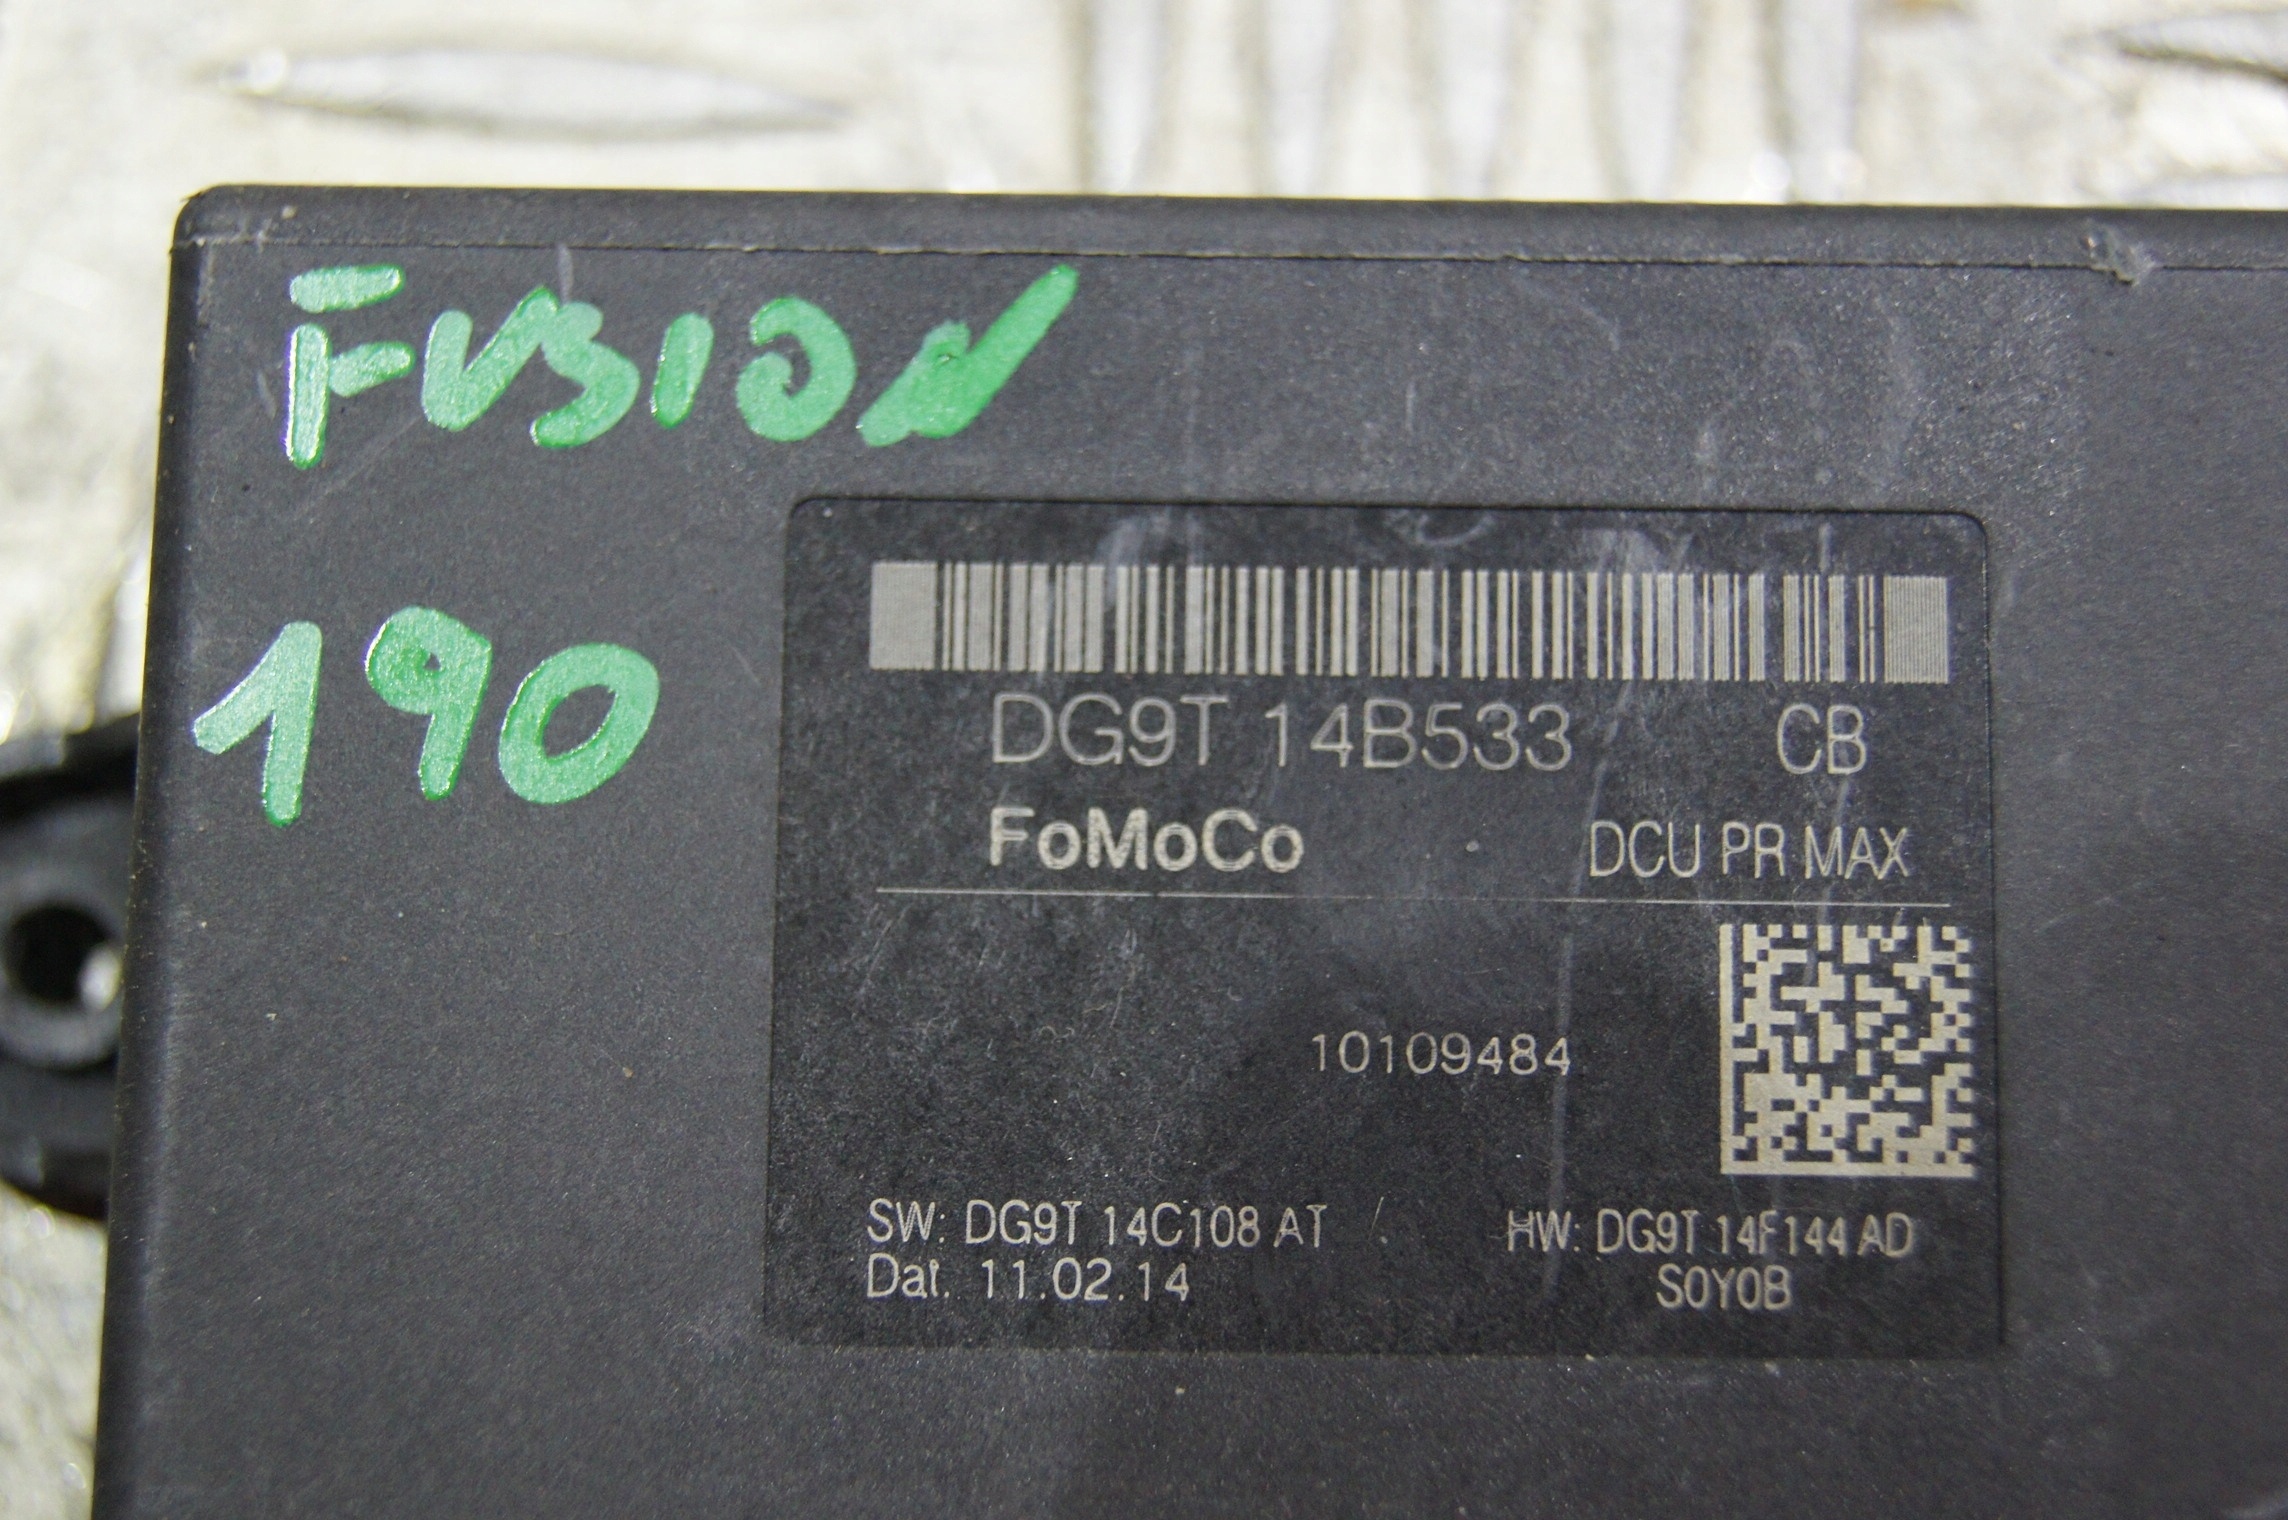 FUSION
190
DG9T 14B533 CB
FoMoCo DCU PR MAX
10109484
SW: DG9T 14C108 AT HW: DG9T 14F144 AD
Dat. 11.02.14 S0Y0B